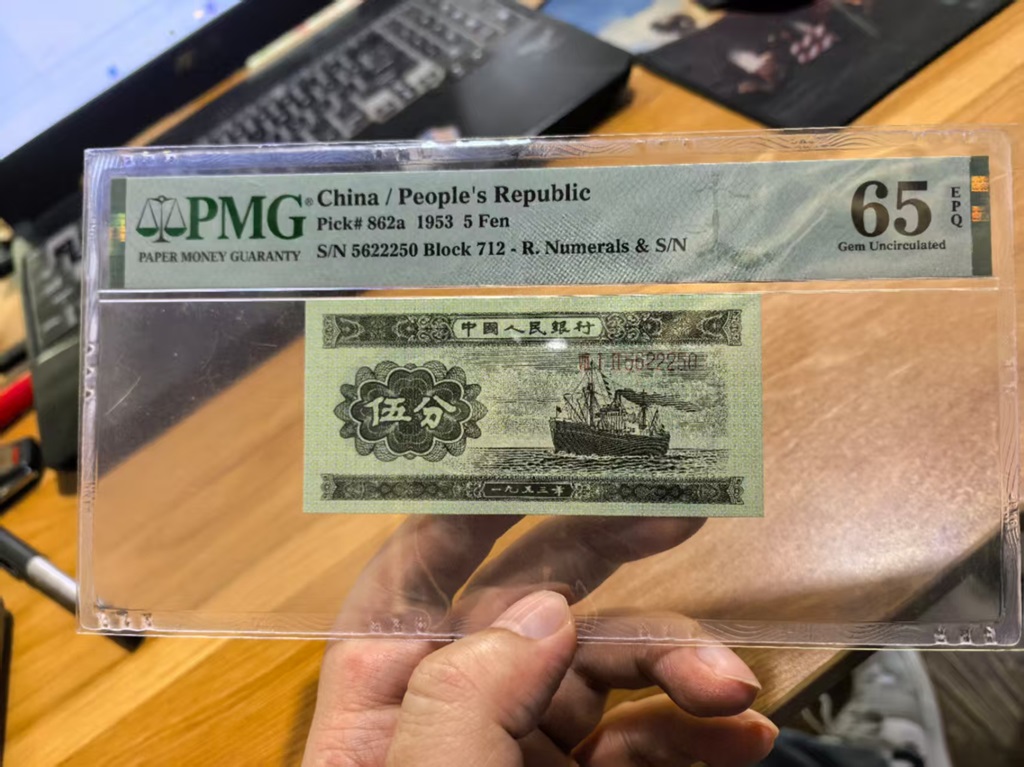 PMG®
PAPER MONEY GUARANTY
China / People's Republic
Pick# 862a 1953 5 Fen
S/N 5622250 Block 712 - R. Numerals & S/N
65
EPQ
Gem Uncirculated
中國人民銀行
5622250
伍分
一九五三年